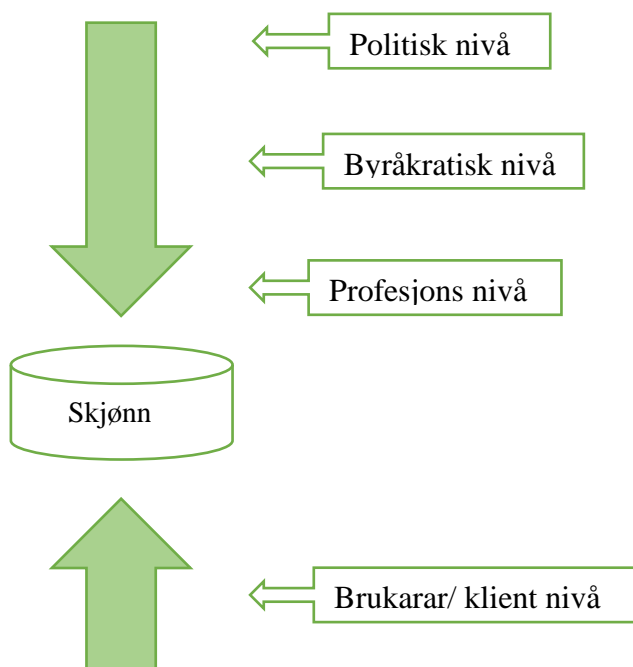 Politisk nivå
Byråkratisk nivå
Profesjons nivå
Skjønn
Brukarar/ klient nivå